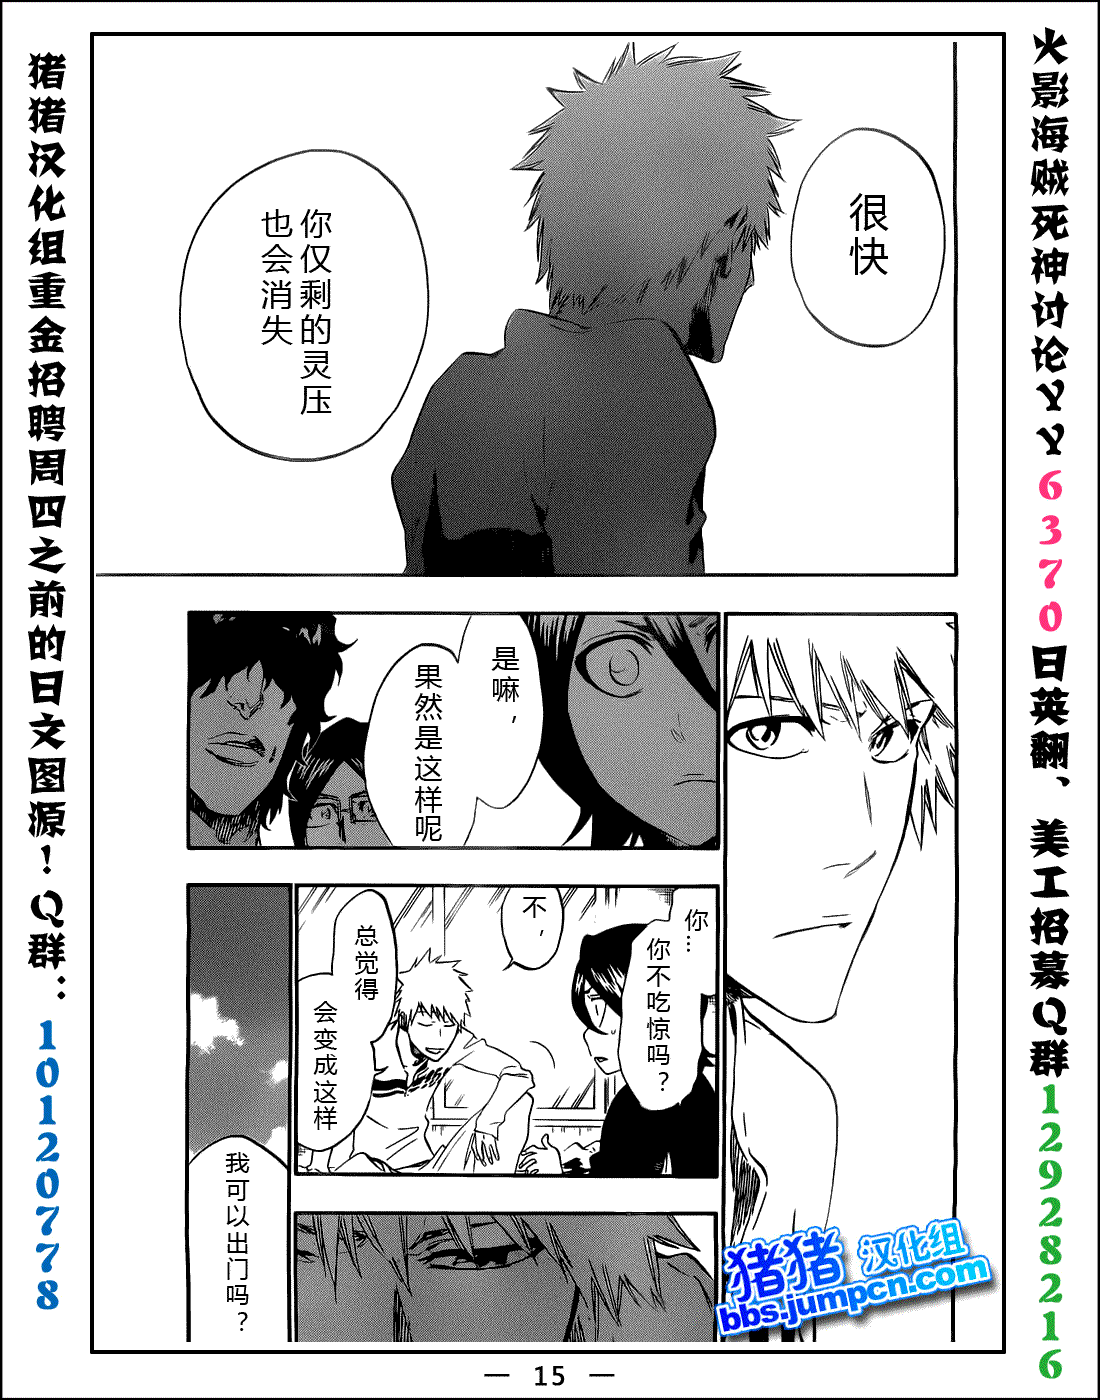 火影海贼死神讨论YY6370日英翻、美工招募Q群12928216
很
快
你仅剩的灵压
也会消失
是嘛，
果然是这样呢
你…
你不吃惊吗？
不，
总觉得
会变成这样
我可以出门吗？
猪猪汉化组
bbs.jumpcn.com
猪猪汉化组重金招聘周四之前的日文图源！Q群：10120778
— 15 —